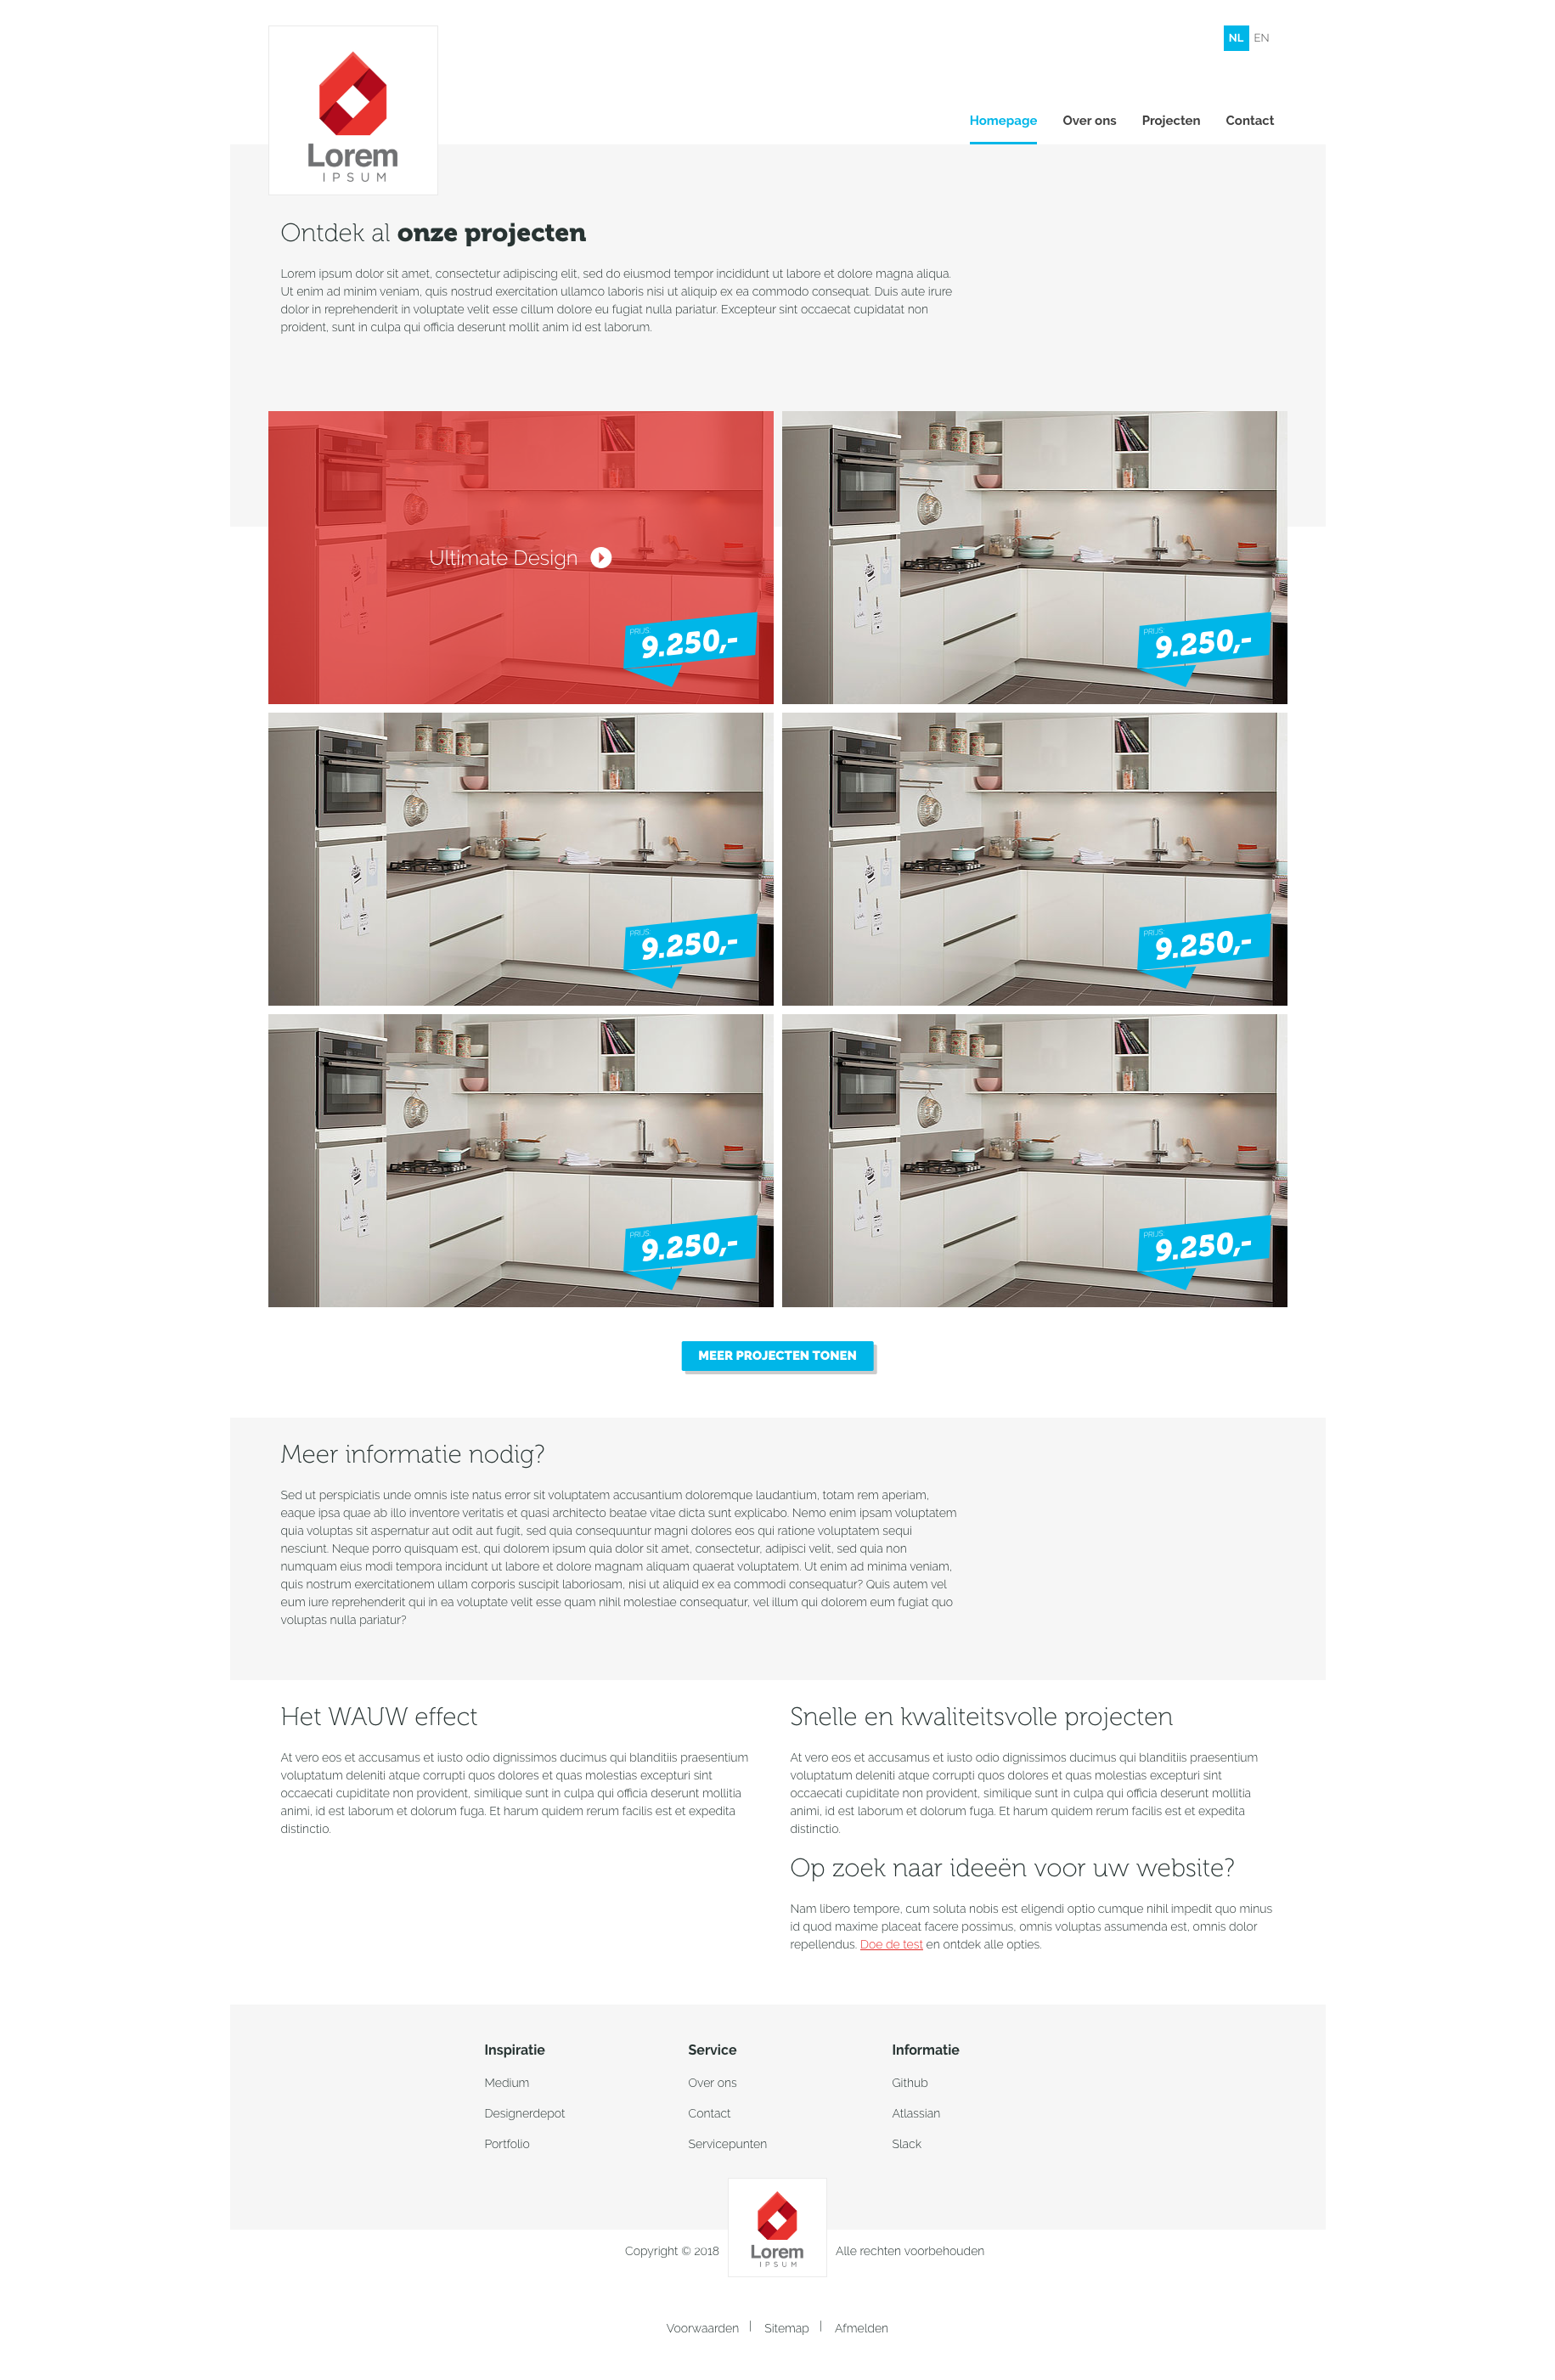 NL EN
Lorem
IPSUM
Homepage Over ons Projecten Contact
Ontdek al onze projecten
Lorem ipsum dolor sit amet, consectetur adipiscing elit, sed do eiusmod tempor incididunt ut labore et dolore magna aliqua.
Ut enim ad minim veniam, quis nostrud exercitation ullamco laboris nisi ut aliquip ex ea commodo consequat. Duis aute irure
dolor in reprehenderit in voluptate velit esse cillum dolore eu fugiat nulla pariatur. Excepteur sint occaecat cupidatat non
proident, sunt in culpa qui officia deserunt mollit anim id est laborum.
Ultimate Design
PRIJS
9.250,-
PRIJS
9.250,-
PRIJS
9.250,-
PRIJS
9.250,-
PRIJS
9.250,-
PRIJS
9.250,-
MEER PROJECTEN TONEN
Meer informatie nodig?
Sed ut perspiciatis unde omnis iste natus error sit voluptatem accusantium doloremque laudantium, totam rem aperiam,
eaque ipsa quae ab illo inventore veritatis et quasi architecto beatae vitae dicta sunt explicabo. Nemo enim ipsam voluptatem
quia voluptas sit aspernatur aut odit aut fugit, sed quia consequuntur magni dolores eos qui ratione voluptatem sequi
nesciunt. Neque porro quisquam est, qui dolorem ipsum quia dolor sit amet, consectetur, adipisci velit, sed quia non
numquam eius modi tempora incidunt ut labore et dolore magnam aliquam quaerat voluptatem. Ut enim ad minima veniam,
quis nostrum exercitationem ullam corporis suscipit laboriosam, nisi ut aliquid ex ea commodi consequatur? Quis autem vel
eum iure reprehenderit qui in ea voluptate velit esse quam nihil molestiae consequatur, vel illum qui dolorem eum fugiat quo
voluptas nulla pariatur?
Het WAUW effect
At vero eos et accusamus et iusto odio dignissimos ducimus qui blanditiis praesentium
voluptatum deleniti atque corrupti quos dolores et quas molestias excepturi sint
occaecati cupiditate non provident, similique sunt in culpa qui officia deserunt mollitia
animi, id est laborum et dolorum fuga. Et harum quidem rerum facilis est et expedita
distinctio.
Snelle en kwaliteitsvolle projecten
At vero eos et accusamus et iusto odio dignissimos ducimus qui blanditiis praesentium
voluptatum deleniti atque corrupti quos dolores et quas molestias excepturi sint
occaecati cupiditate non provident, similique sunt in culpa qui officia deserunt mollitia
animi, id est laborum et dolorum fuga. Et harum quidem rerum facilis est et expedita
distinctio.
Op zoek naar ideeën voor uw website?
Nam libero tempore, cum soluta nobis est eligendi optio cumque nihil impedit quo minus
id quod maxime placeat facere possimus, omnis voluptas assumenda est, omnis dolor
repellendus. Doe de test en ontdek alle opties.
Inspiratie
Medium
Designerdepot
Portfolio
Service
Over ons
Contact
Servicepunten
Informatie
Github
Atlassian
Slack
Copyright © 2018
Lorem
IPSUM
Alle rechten voorbehouden
Voorwaarden | Sitemap | Afmelden